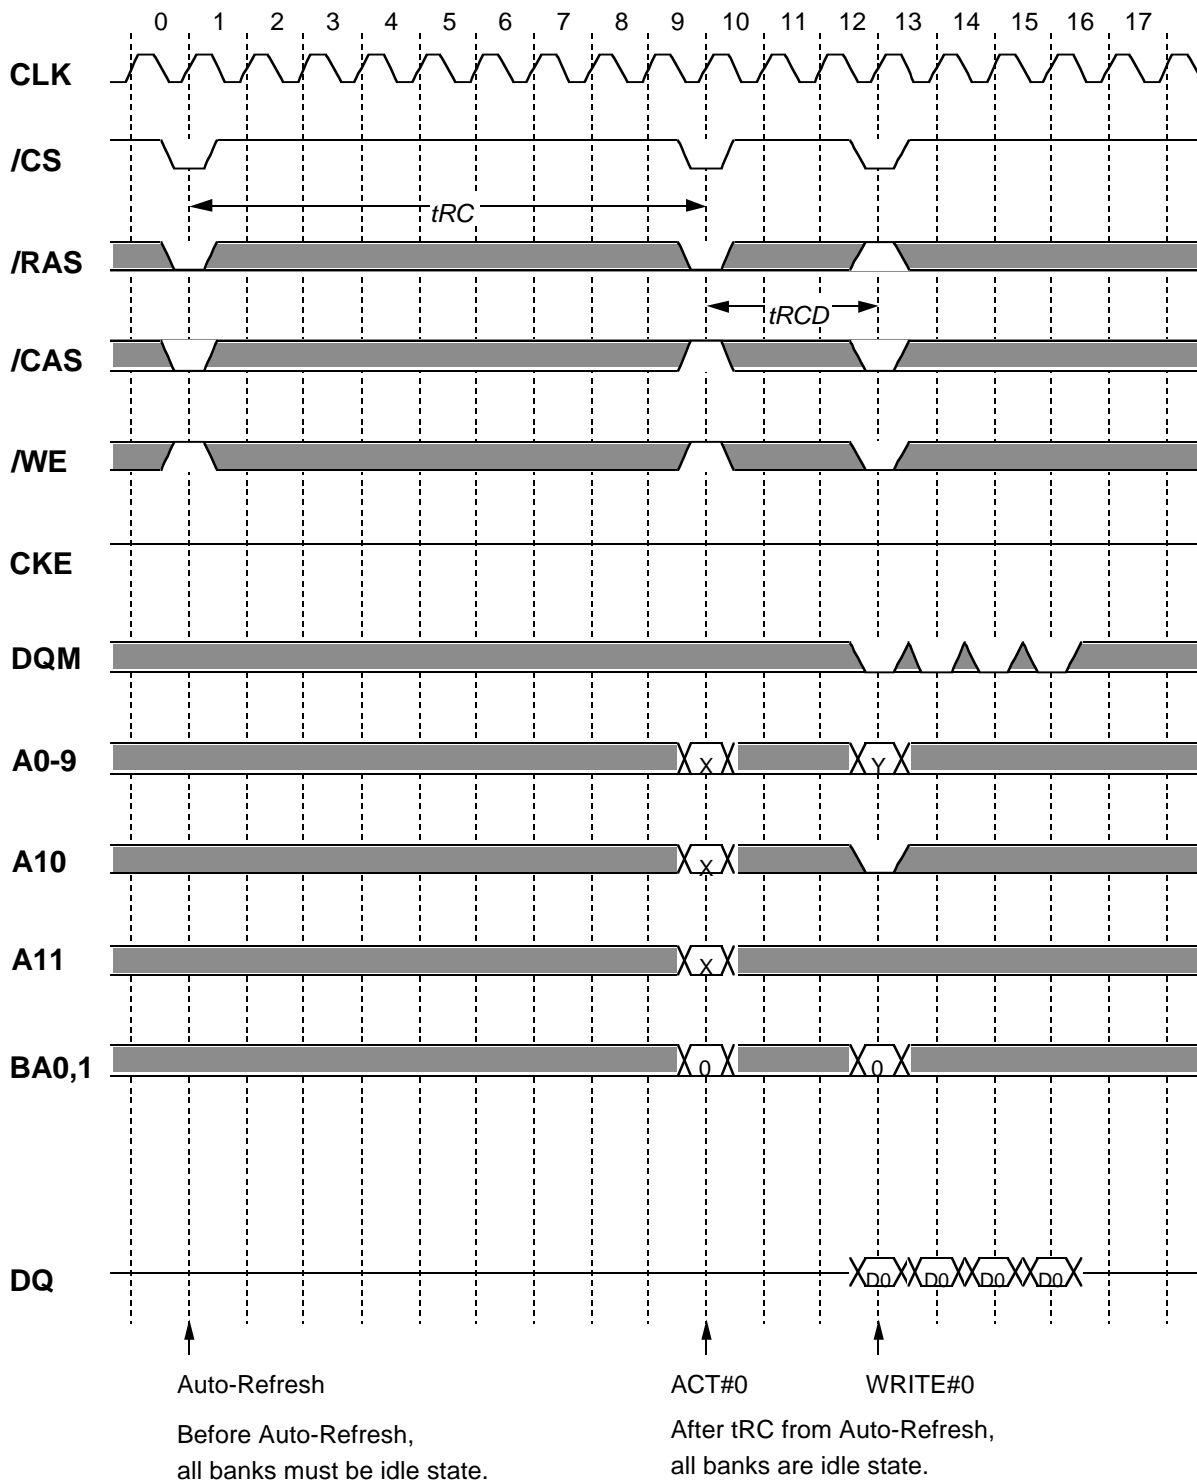 0 1 2 3 4 5 6 7 8 9 10 11 12 13 14 15 16 17
CLK
/CS
tRC
/RAS
tRCD
/CAS
/WE
CKE
DQM
A0-9 X Y
A10 X
A11 X
BA0,1 0 0
DQ D0 D0 D0 D0
Auto-Refresh ACT#0 WRITE#0
Before Auto-Refresh,
all banks must be idle state.
After tRC from Auto-Refresh,
all banks are idle state.